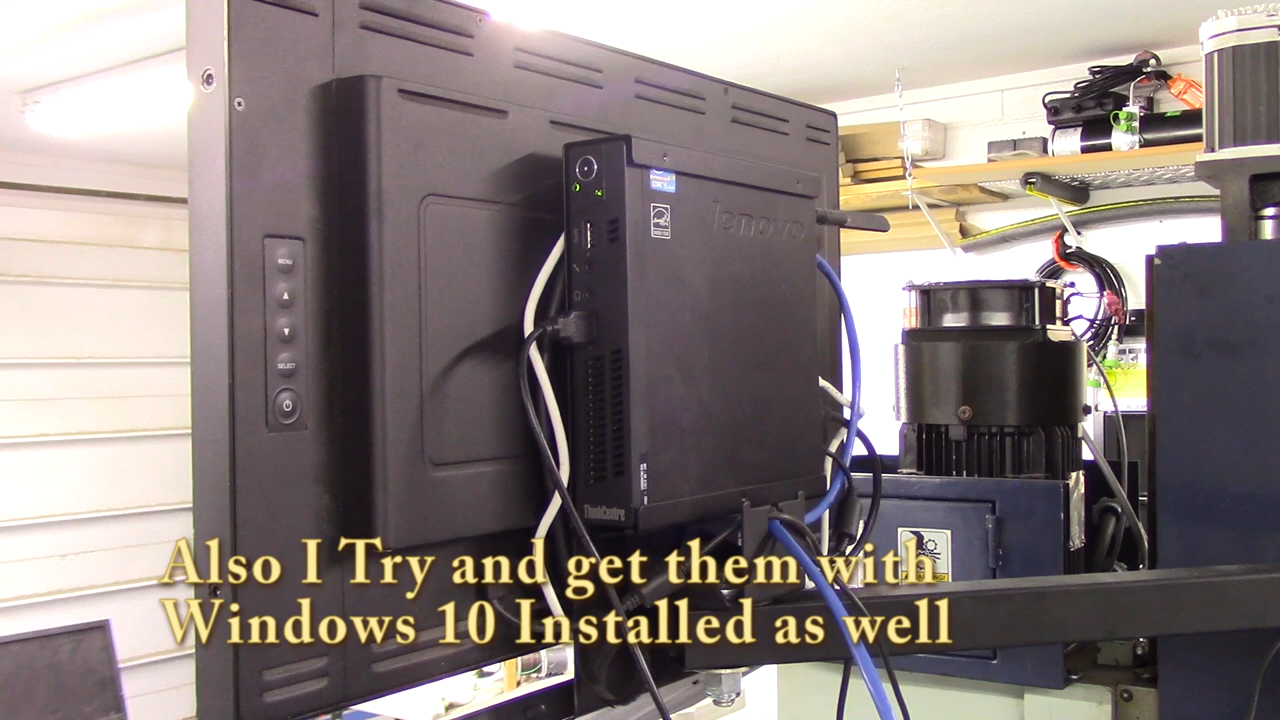 MENU
SELECT
lenovo
ThinkCentre
Also I Try and get them with
Windows 10 Installed as well